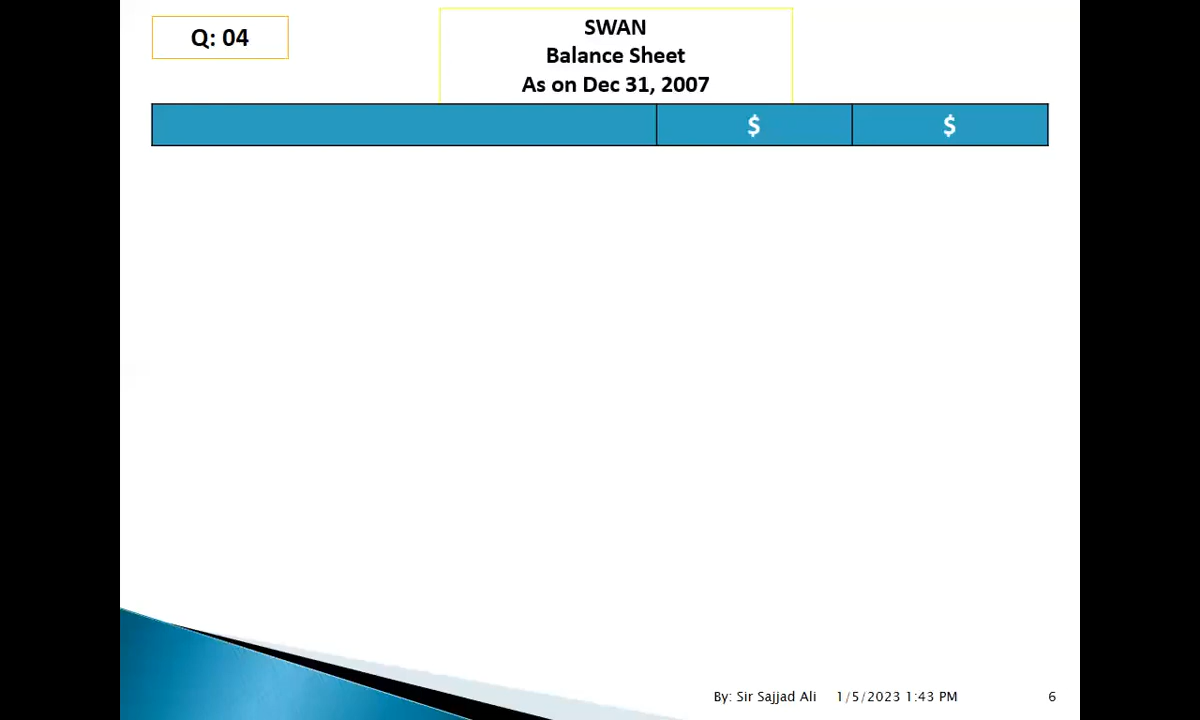 Q: 04
SWAN
Balance Sheet
As on Dec 31, 2007
$ $
By: Sir Sajjad Ali 1/5/2023 1:43 PM 6